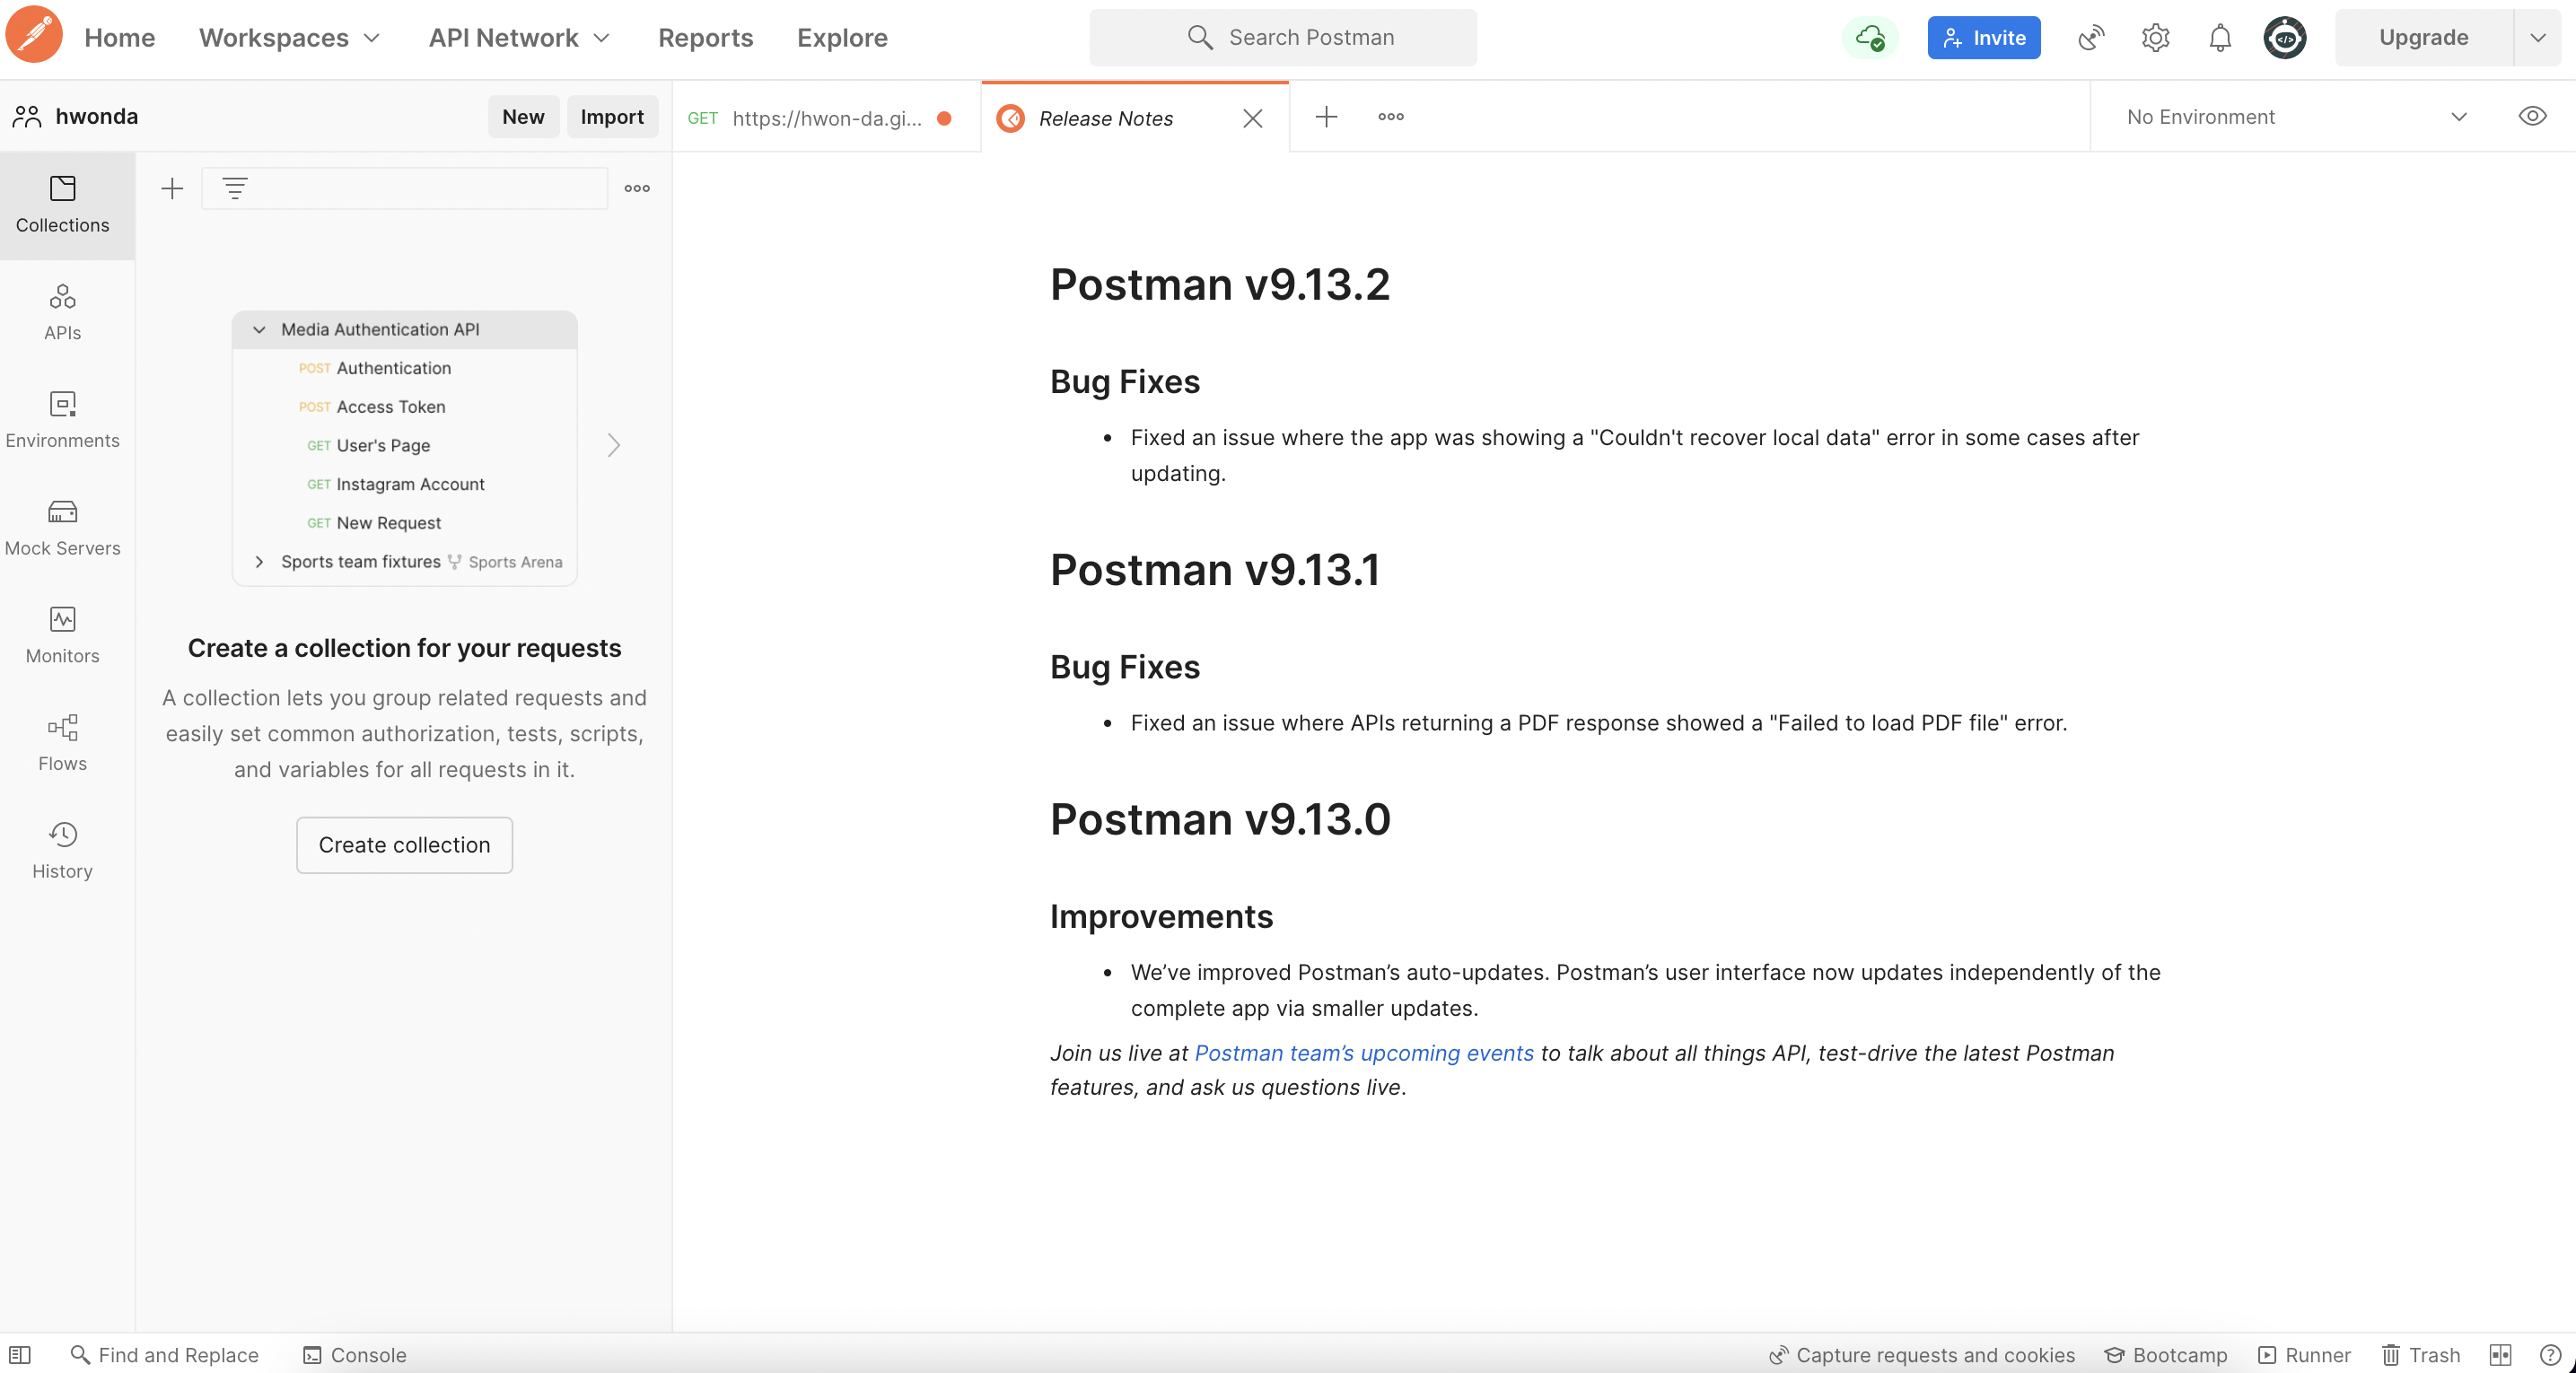 Home Workspaces API Network Reports Explore Search Postman Invite Upgrade
hwonda New Import GET https://hwon-da.gi... Release Notes No Environment
Collections
APIs
Environments
Mock Servers
Monitors
Flows
History
Media Authentication API
POST Authentication
POST Access Token
GET User's Page
GET Instagram Account
GET New Request
Sports team fixtures Sports Arena
Create a collection for your requests
A collection lets you group related requests and
easily set common authorization, tests, scripts,
and variables for all requests in it.
Create collection
Postman v9.13.2
Bug Fixes
• Fixed an issue where the app was showing a "Couldn't recover local data" error in some cases after
updating.
Postman v9.13.1
Bug Fixes
• Fixed an issue where APIs returning a PDF response showed a "Failed to load PDF file" error.
Postman v9.13.0
Improvements
• We’ve improved Postman’s auto-updates. Postman’s user interface now updates independently of the
complete app via smaller updates.
Join us live at Postman team’s upcoming events to talk about all things API, test-drive the latest Postman
features, and ask us questions live.
Find and Replace Console Capture requests and cookies Bootcamp Runner Trash